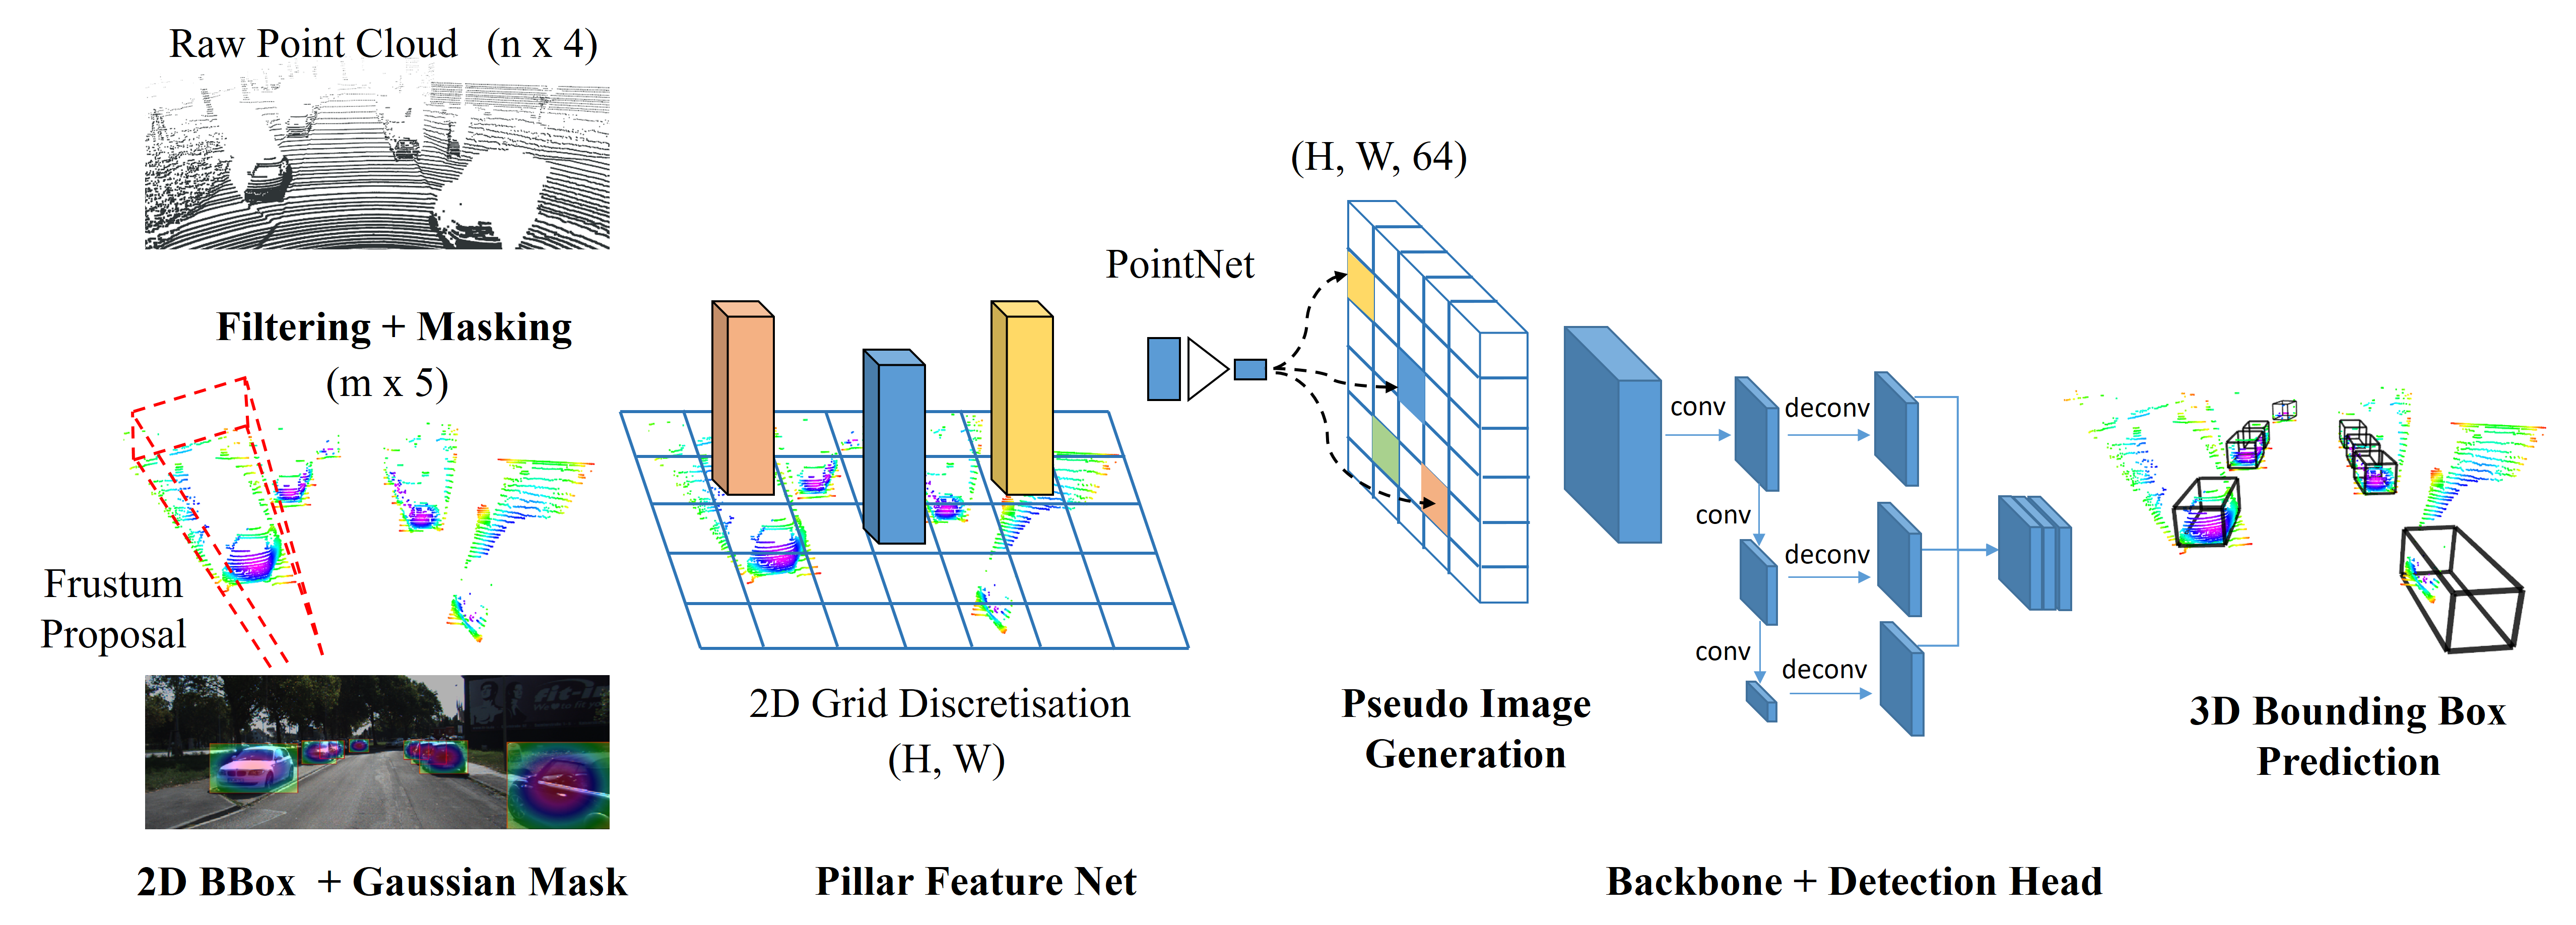 Raw Point Cloud (n x 4)
Filtering + Masking
(m x 5)
Frustum
Proposal
2D BBox + Gaussian Mask
2D Grid Discretisation
(H, W)
Pillar Feature Net
PointNet
(H, W, 64)
Pseudo Image
Generation
conv
deconv
conv
deconv
conv
deconv
Backbone + Detection Head
3D Bounding Box
Prediction